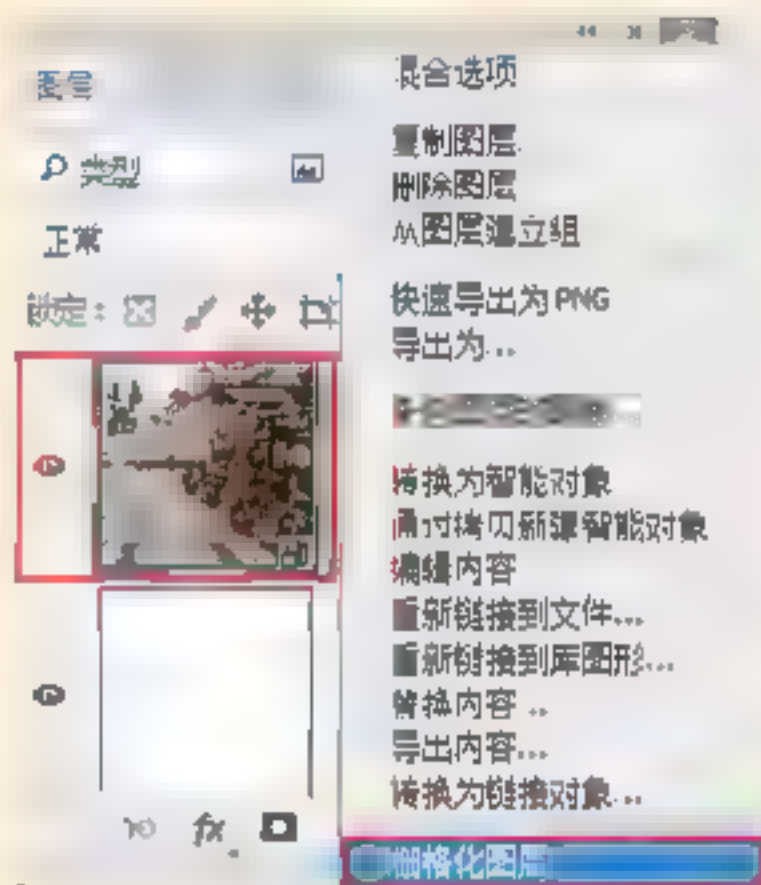 图层
类型
正常
锁定：
fx
混合选项
复制图层
删除图层
从图层建立组
快速导出为 PNG
导出为...
转换为智能对象
通过拷贝新建智能对象
编辑内容
重新链接到文件...
重新链接到库图形...
替换内容...
导出内容...
转换为链接对象...
栅格化图层